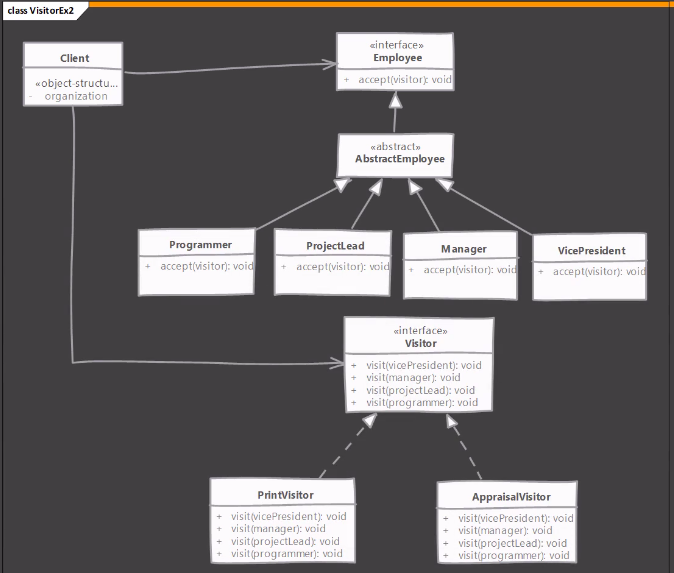 class VisitorEx2
Client
«object-structu...
- organization
«interface»
Employee
+ accept(visitor): void
«abstract»
AbstractEmployee
Programmer
+ accept(visitor): void
ProjectLead
+ accept(visitor): void
Manager
+ accept(visitor): void
VicePresident
+ accept(visitor): void
«interface»
Visitor
+ visit(vicePresident): void
+ visit(manager): void
+ visit(projectLead): void
+ visit(programmer): void
PrintVisitor
+ visit(vicePresident): void
+ visit(manager): void
+ visit(projectLead): void
+ visit(programmer): void
AppraisalVisitor
+ visit(vicePresident): void
+ visit(manager): void
+ visit(projectLead): void
+ visit(programmer): void